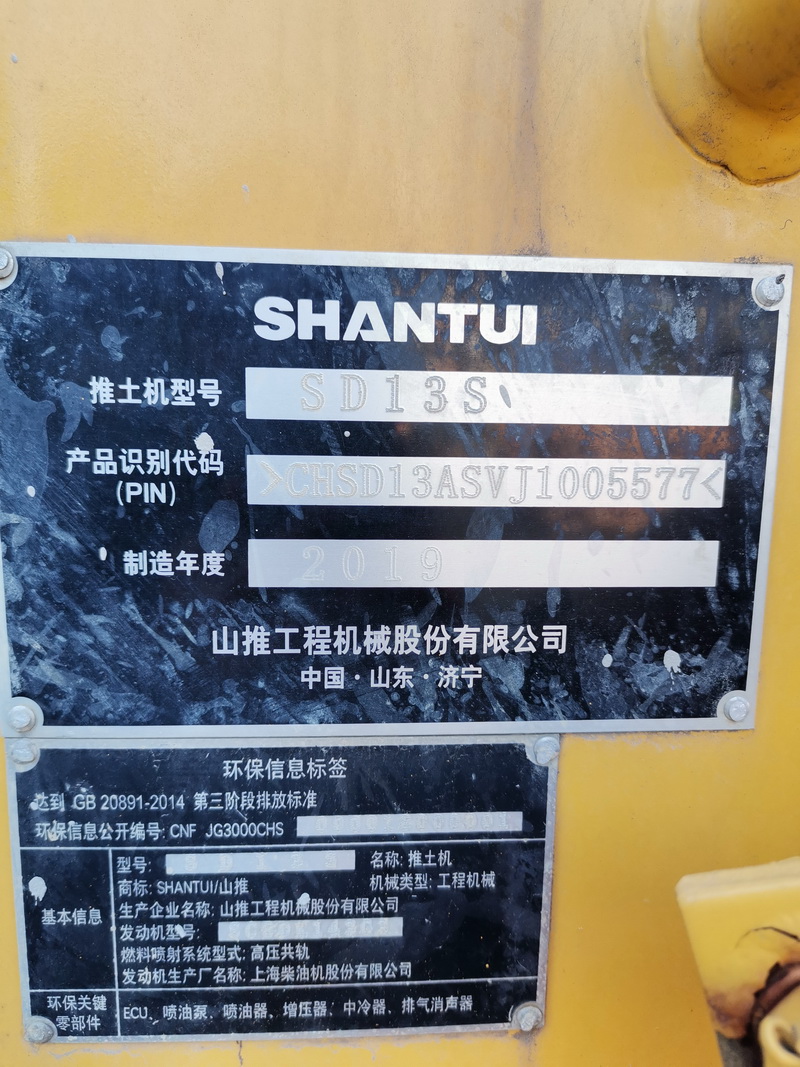 SHANTUI
推土机型号 SD13S
产品识别代码 >CHSD13ASVJ1005577<
(PIN)
制造年度 2019
山推工程机械股份有限公司
中国·山东·济宁
环保信息标签
达到 GB 20891-2014 第三阶段排放标准
环保信息公开编号: CNF JG3000CHS
基本信息
型号: 名称: 推土机
商标: SHANTUI/山推 机械类型: 工程机械
生产企业名称: 山推工程机械股份有限公司
发动机型号:
燃料喷射系统型式: 高压共轨
发动机生产厂名称: 上海柴油机股份有限公司
环保关键
零部件
ECU、喷油泵、喷油器、增压器、中冷器、排气消声器